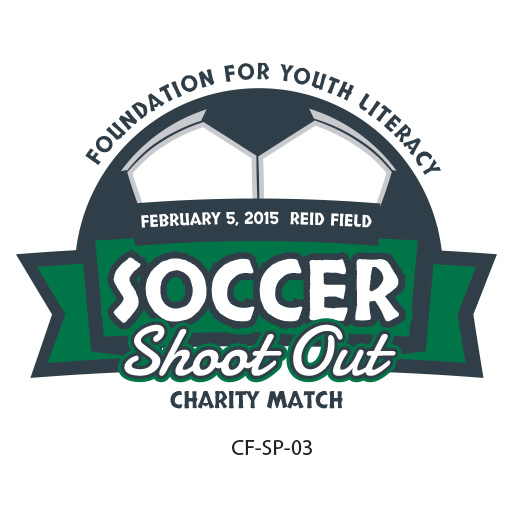 FOUNDATION FOR YOUTH LITERACY
FEBRUARY 5, 2015 REID FIELD
SOCCER
Shoot Out
CHARITY MATCH
CF-SP-03